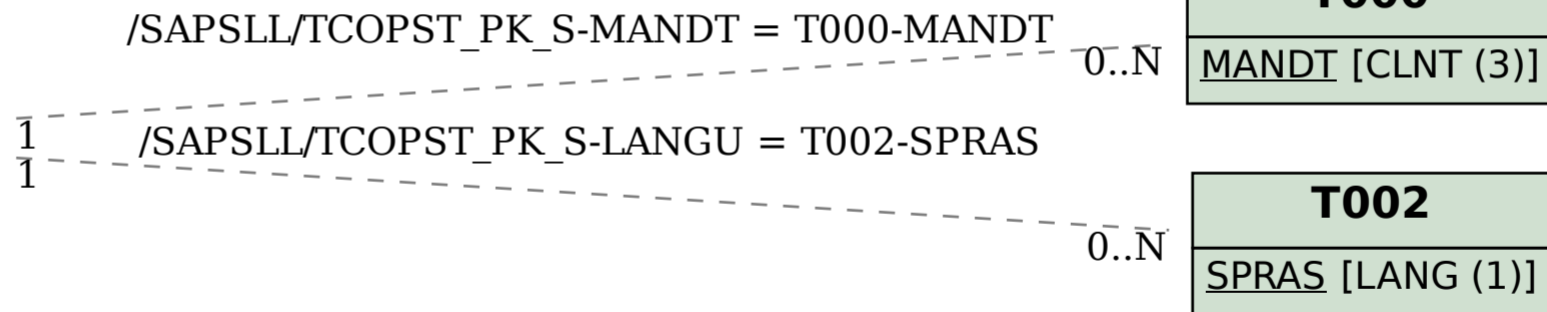 T000
/SAPSLL/TCOPST_PK_S-MANDT = T000-MANDT
0..N
MANDT [CLNT (3)]
1
/SAPSLL/TCOPST_PK_S-LANGU = T002-SPRAS
1
T002
0..N
SPRAS [LANG (1)]